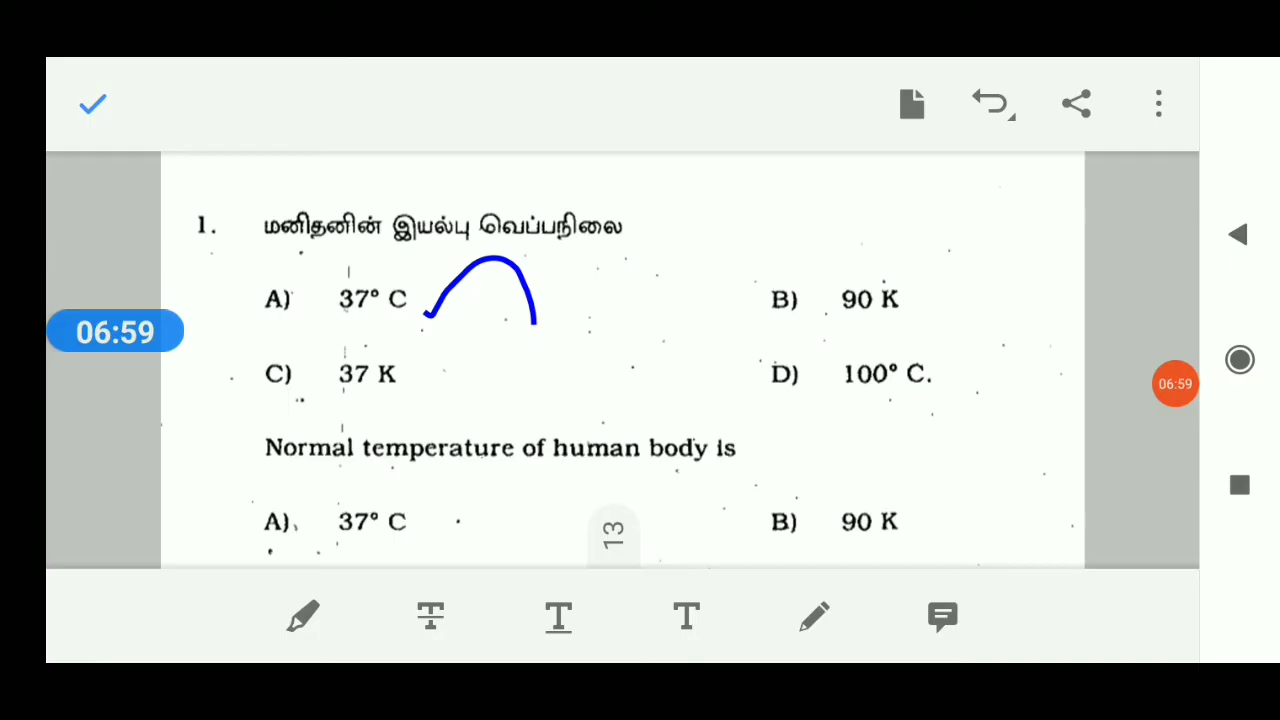 1. மனிதனின் இயல்பு வெப்பநிலை
A) 37° C B) 90 K
06:59
06:59
C) 37 K D) 100° C.
Normal temperature of human body is
A) 37° C B) 90 K
13
T T T